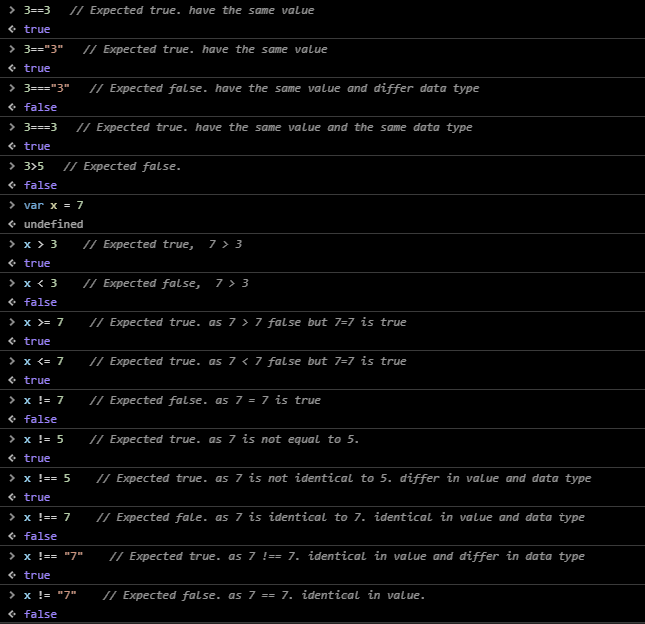 > 3==3   // Expected true. have the same value
< true
> 3=="3"   // Expected true. have the same value
< true
> 3==="3"   // Expected false. have the same value and differ data type
< false
> 3===3   // Expected true. have the same value and the same data type
< true
> 3>5   // Expected false.
< false
> var x = 7
< undefined
> x > 3    // Expected true,  7 > 3
< true
> x < 3    // Expected false,  7 > 3
< false
> x >= 7    // Expected true. as 7 > 7 false but 7=7 is true
< true
> x <= 7    // Expected true. as 7 < 7 false but 7=7 is true
< true
> x != 7    // Expected false. as 7 = 7 is true
< false
> x != 5    // Expected true. as 7 is not equal to 5.
< true
> x !== 5    // Expected true. as 7 is not identical to 5. differ in value and data type
< true
> x !== 7    // Expected fale. as 7 is identical to 7. identical in value and data type
< false
> x !== "7"    // Expected true. as 7 !== 7. identical in value and differ in data type
< true
> x != "7"    // Expected false. as 7 == 7. identical in value.
< false